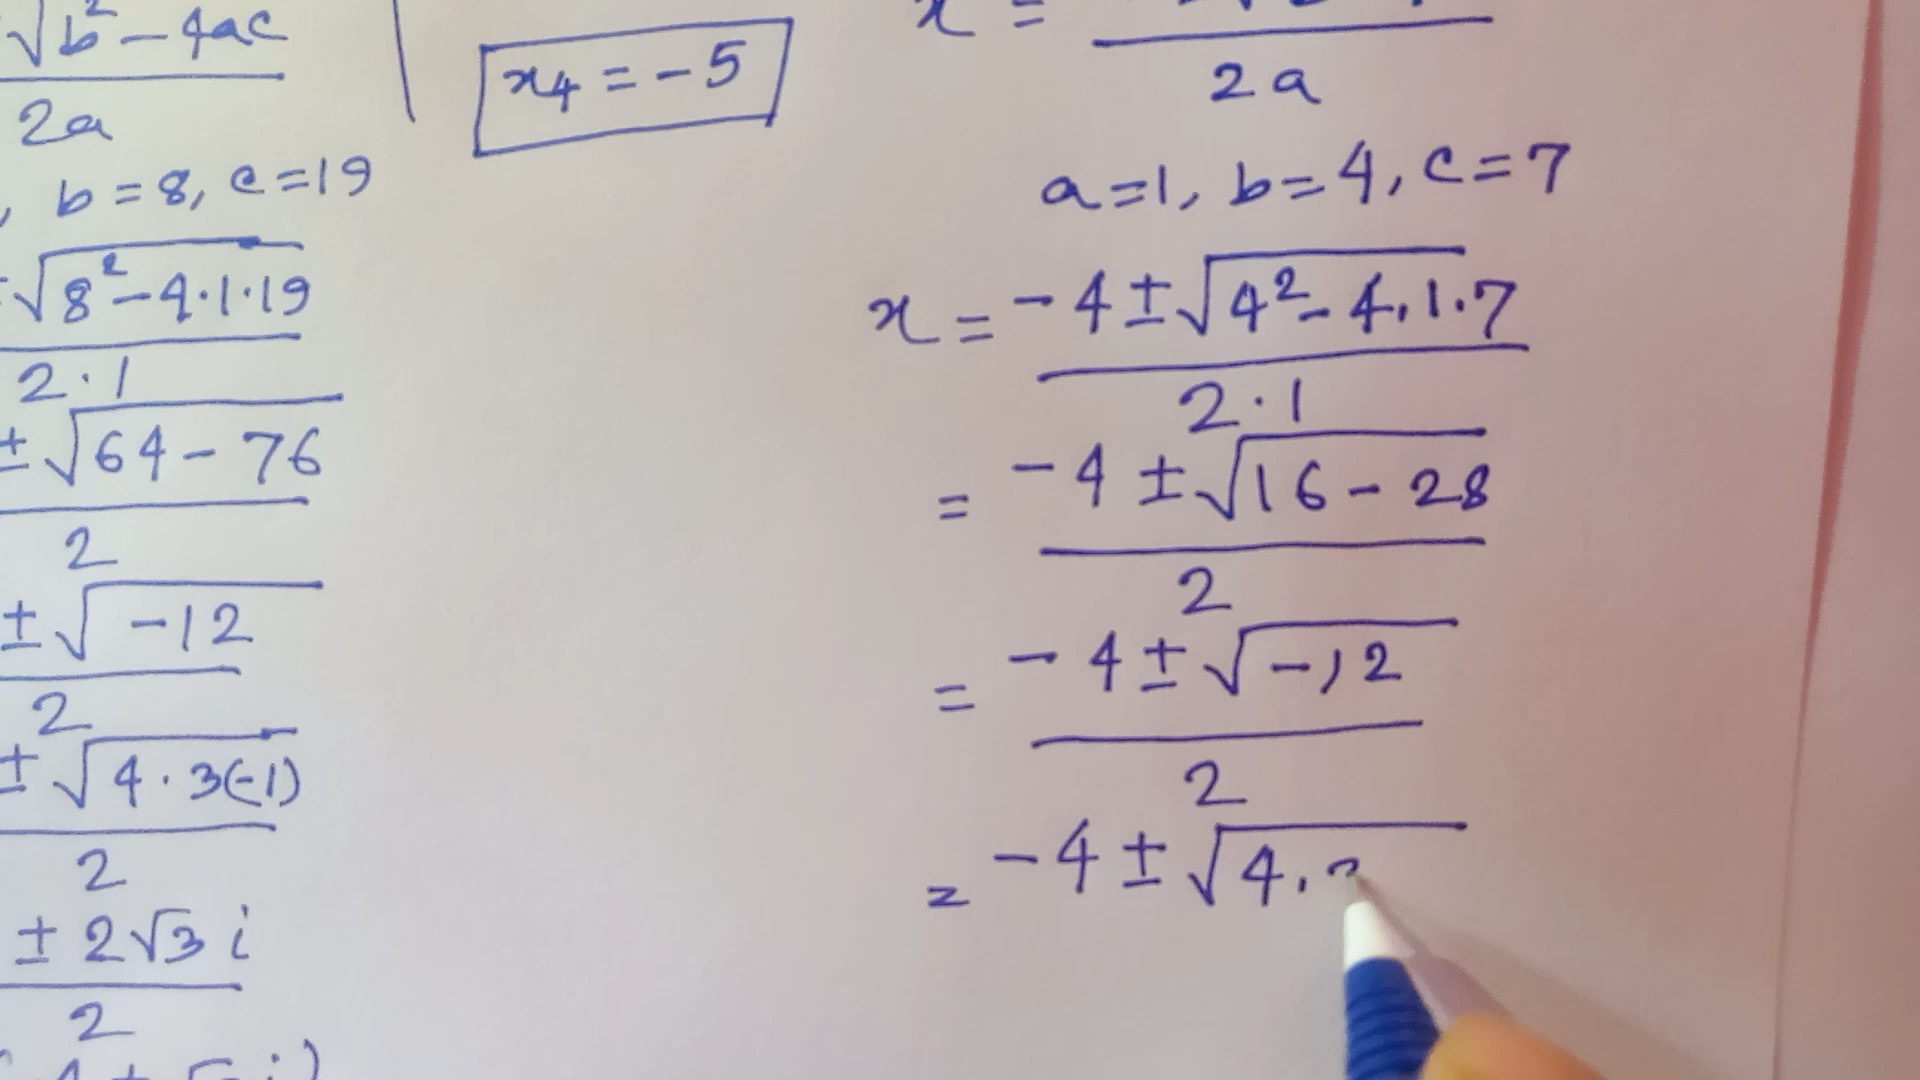 √b²-4ac
2a
, b=8, c=19
√8²-4·1·19
2·1
±√64-76
2
±√-12
2
±√4·3(-1)
2
±2√3 i
2
x₄ = -5
x =
2a
a=1, b=4, c=7
x = -4±√4²-4.1.7
2·1
= -4±√16-28
2
= -4±√-12
2
= -4±√4.